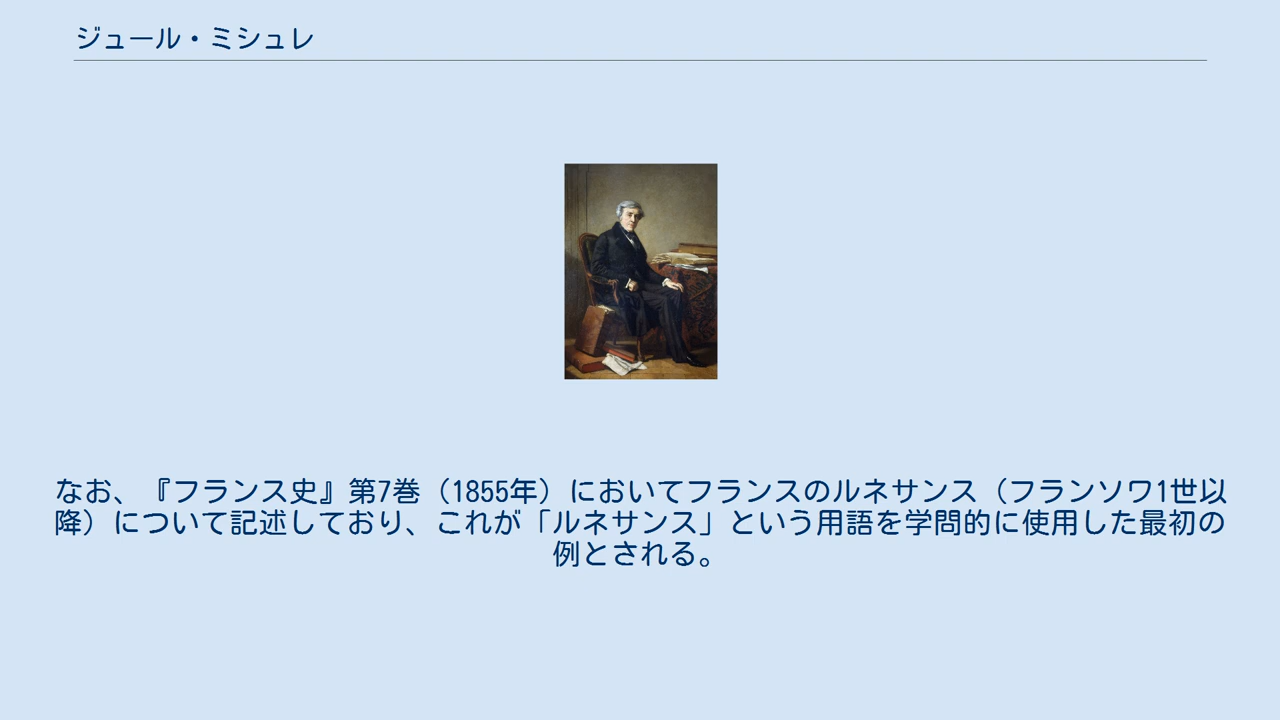 ジュール・ミシュレ
なお、『フランス史』第7巻（1855年）においてフランスのルネサンス（フランソワ1世以
降）について記述しており、これが「ルネサンス」という用語を学問的に使用した最初の
例とされる。